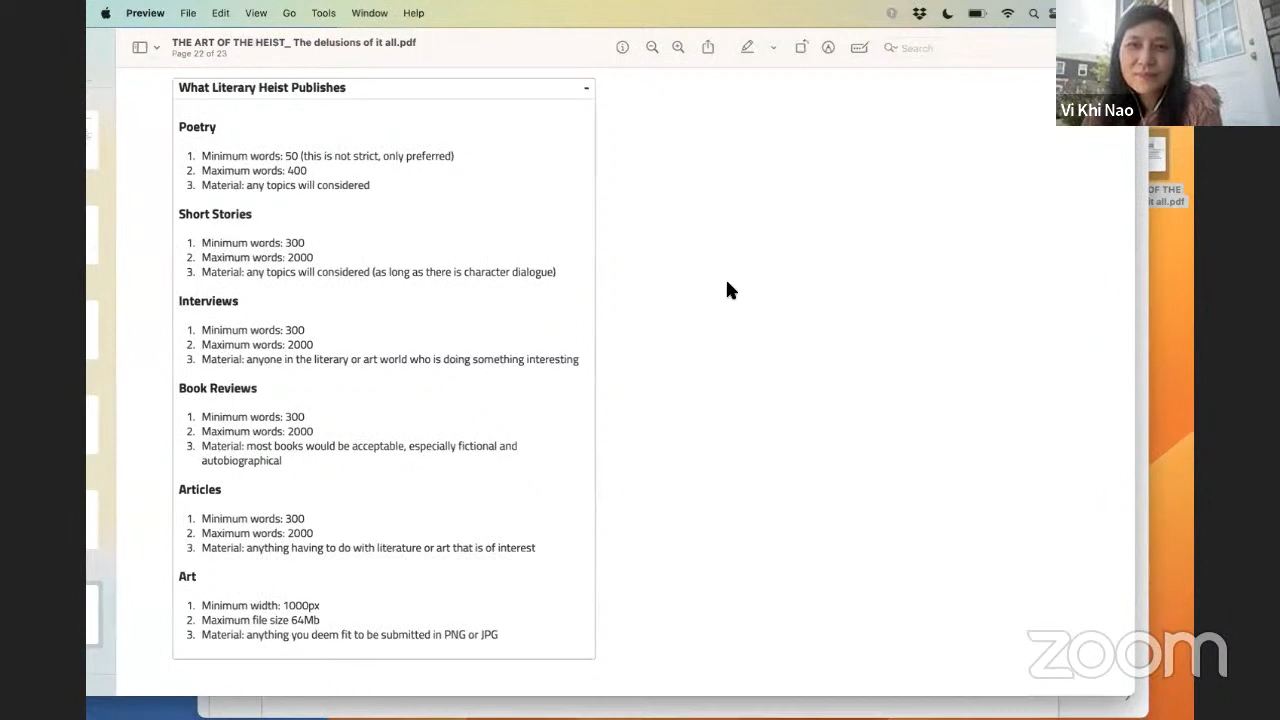 Preview File Edit View Go Tools Window Help
THE ART OF THE HEIST_ The delusions of it all.pdf
Page 22 of 23
Search
Vi Khi Nao
OF THE
it all.pdf
What Literary Heist Publishes -
Poetry
1. Minimum words: 50 (this is not strict, only preferred)
2. Maximum words: 400
3. Material: any topics will considered
Short Stories
1. Minimum words: 300
2. Maximum words: 2000
3. Material: any topics will considered (as long as there is character dialogue)
Interviews
1. Minimum words: 300
2. Maximum words: 2000
3. Material: anyone in the literary or art world who is doing something interesting
Book Reviews
1. Minimum words: 300
2. Maximum words: 2000
3. Material: most books would be acceptable, especially fictional and
autobiographical
Articles
1. Minimum words: 300
2. Maximum words: 2000
3. Material: anything having to do with literature or art that is of interest
Art
1. Minimum width: 1000px
2. Maximum file size 64Mb
3. Material: anything you deem fit to be submitted in PNG or JPG
zoom